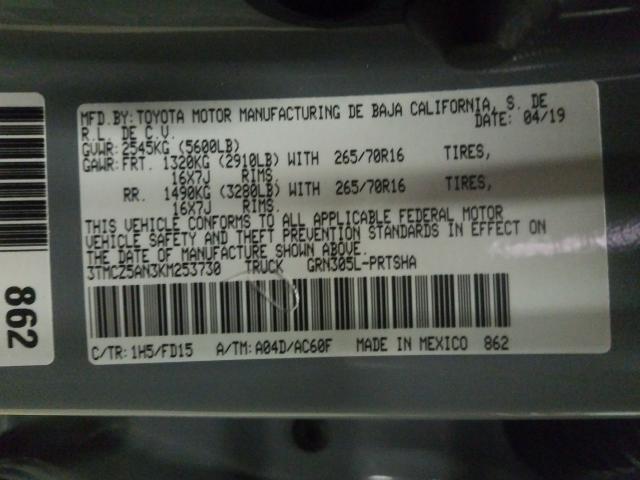 MFD.BY: TOYOTA MOTOR MANUFACTURING DE BAJA CALIFORNIA, S. DE
R.L. DE C.V. DATE: 04/19
GVWR: 2545KG (5600LB)
GAWR: FRT. 1320KG (2910LB) WITH 265/70R16 TIRES,
16X7J RIMS.
RR. 1490KG (3280LB) WITH 265/70R16 TIRES,
16X7J RIMS.
THIS VEHICLE CONFORMS TO ALL APPLICABLE FEDERAL MOTOR
VEHICLE SAFETY AND THEFT PREVENTION STANDARDS IN EFFECT ON
THE DATE OF MANUFACTURE SHOWN ABOVE.
3TMCZ5AN3KM253730 TRUCK GRN305L-PRTSHA
C/TR: 1H5/FD15 A/TM: A04D/AC60F MADE IN MEXICO 862
862